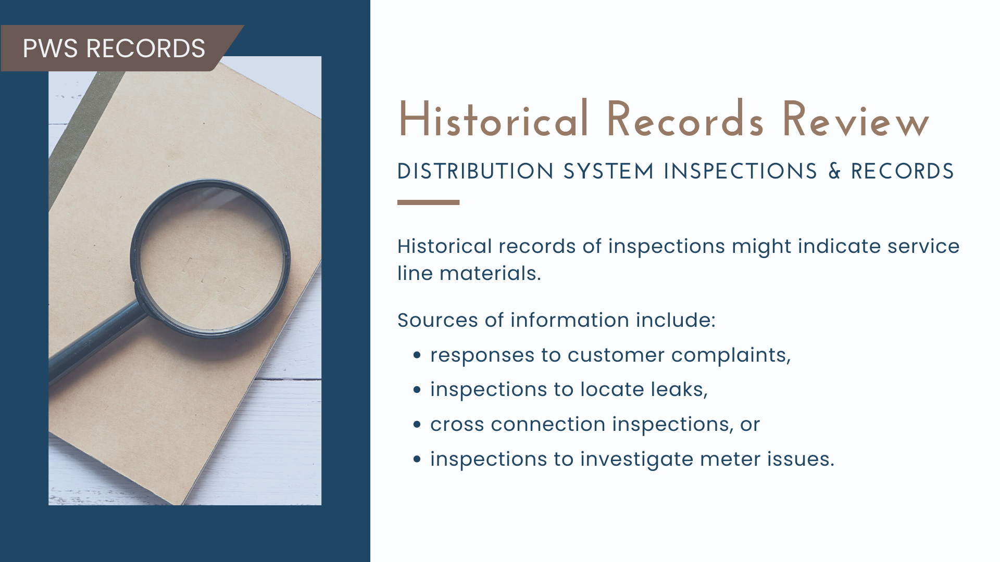 PWS RECORDS
Historical Records Review
DISTRIBUTION SYSTEM INSPECTIONS & RECORDS
Historical records of inspections might indicate service
line materials.
Sources of information include:
• responses to customer complaints,
• inspections to locate leaks,
• cross connection inspections, or
• inspections to investigate meter issues.